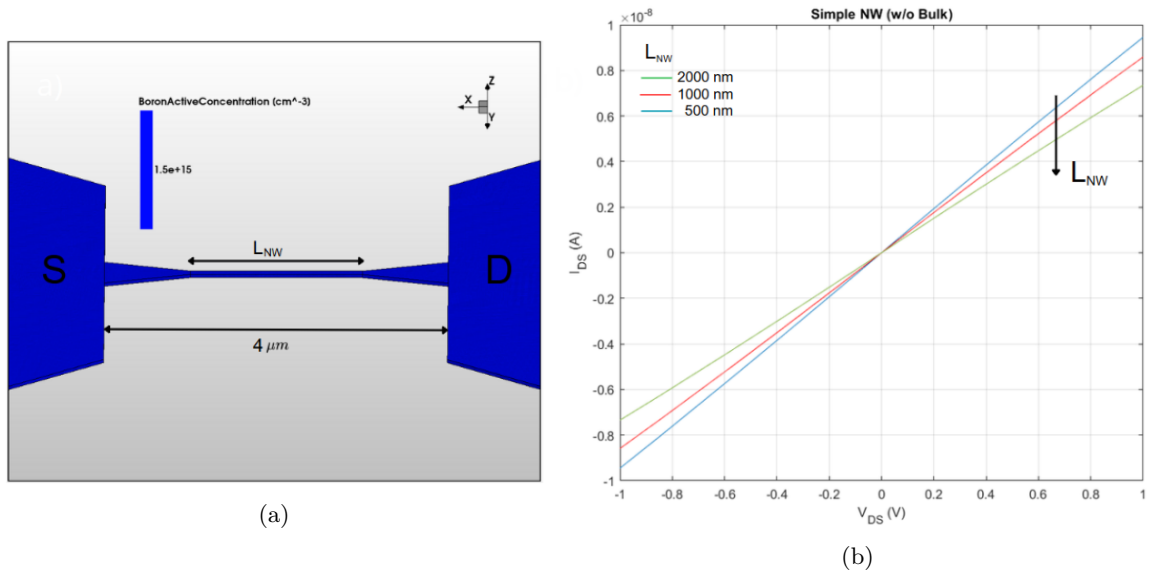 a)
BoronActiveConcentration (cm^-3)
1.5e+15
Z
X
Y
L_NW
S
D
4 μm
(a)
×10^-8
Simple NW (w/o Bulk)
L_NW
2000 nm
1000 nm
500 nm
L_NW
1
0.8
0.6
0.4
0.2
0
-0.2
-0.4
-0.6
-0.8
-1
I_DS (A)
-1 -0.8 -0.6 -0.4 -0.2 0 0.2 0.4 0.6 0.8 1
V_DS (V)
(b)